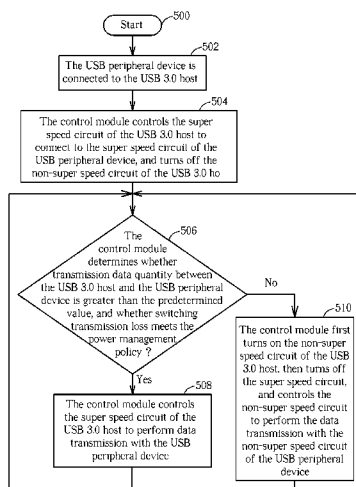 500
Start
502
The USB peripheral device is
connected to the USB 3.0 host
504
The control module controls the super
speed circuit of the USB 3.0 host to
connect to the super speed circuit of the
USB peripheral device, and turns off the
non-super speed circuit of the USB 3.0 ho
506
The
control module
determines whether
transmission data quantity between
the USB 3.0 host and the USB peripheral
device is greater than the predetermined
value, and whether switching
transmission loss meets the
power management
policy ?
No
Yes
508
The control module controls
the super speed circuit of the
USB 3.0 host to perform data
transmission with the USB
peripheral device
510
The control module first
turns on the non-super
speed circuit of the USB
3.0 host, then turns off
the super speed circuit,
and controls the
non-super speed circuit
to perform the data
transmission with the
non-super speed circuit
of the USB peripheral
device